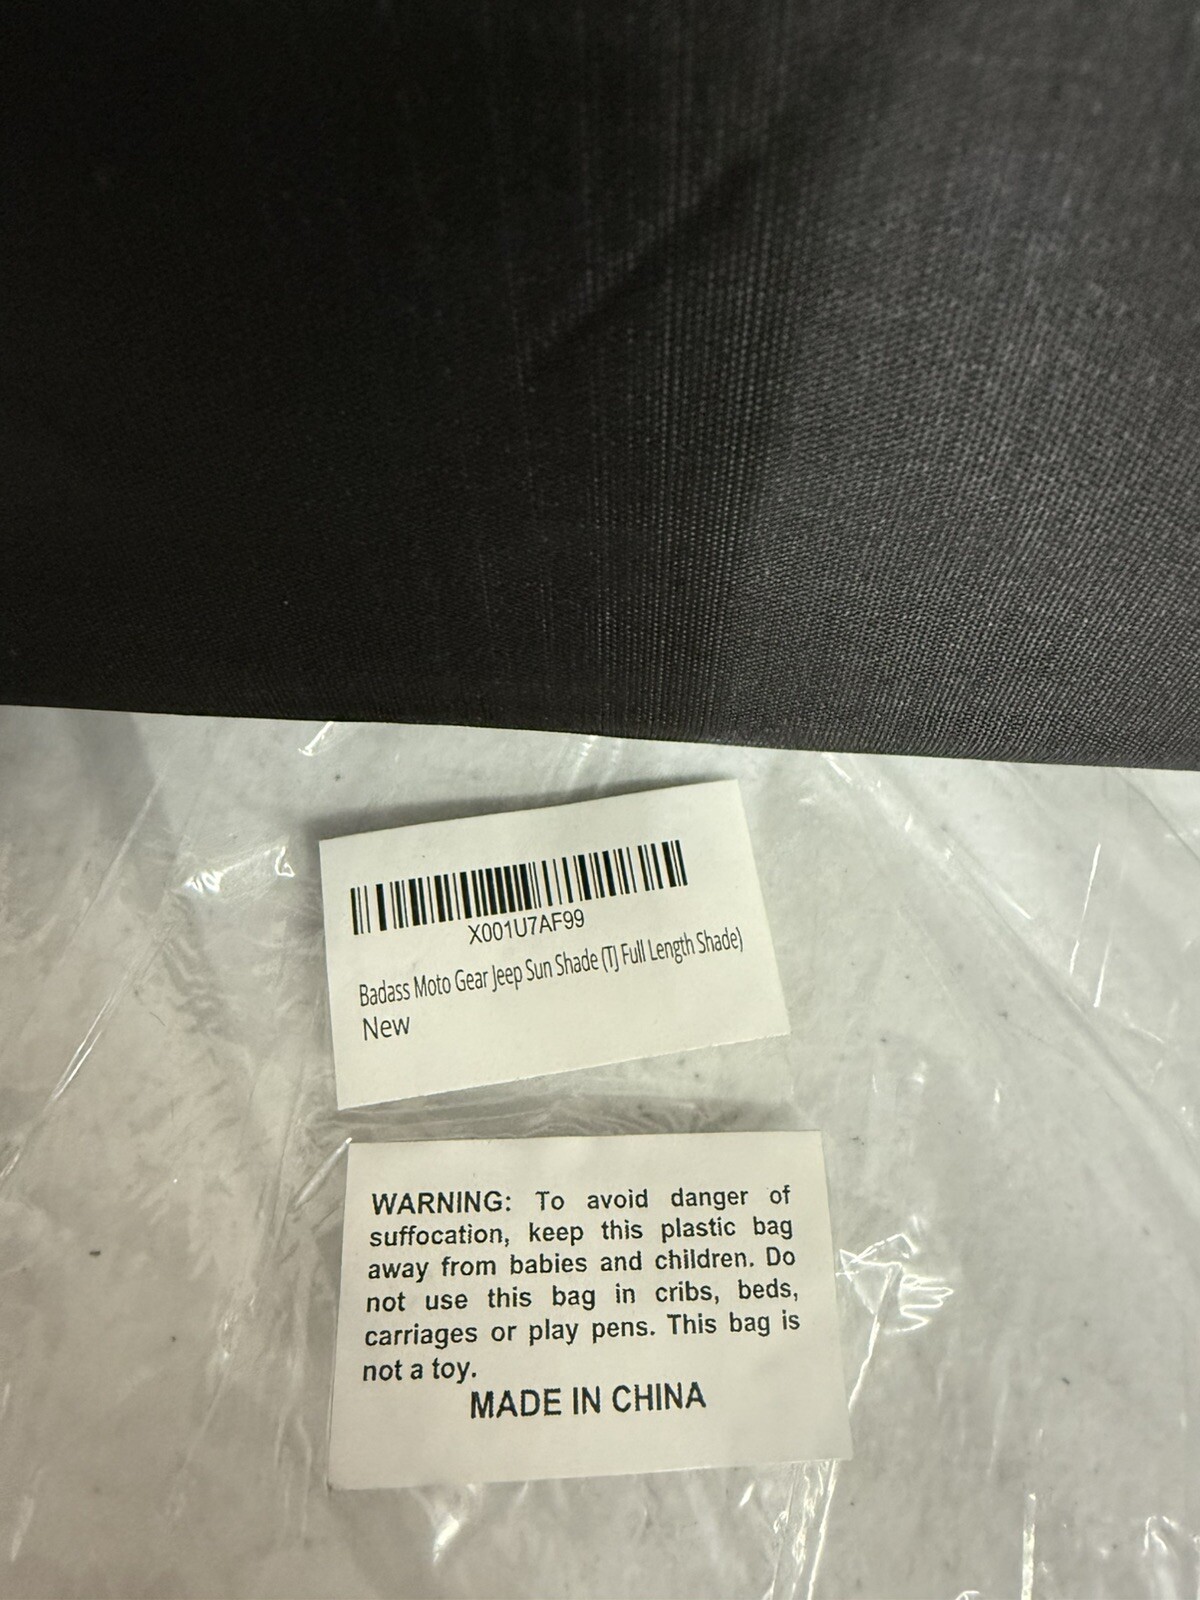 X001U7AF99
Badass Moto Gear Jeep Sun Shade (TJ Full Length Shade)
New
WARNING: To avoid danger of
suffocation, keep this plastic bag
away from babies and children. Do
not use this bag in cribs, beds,
carriages or play pens. This bag is
not a toy.
MADE IN CHINA